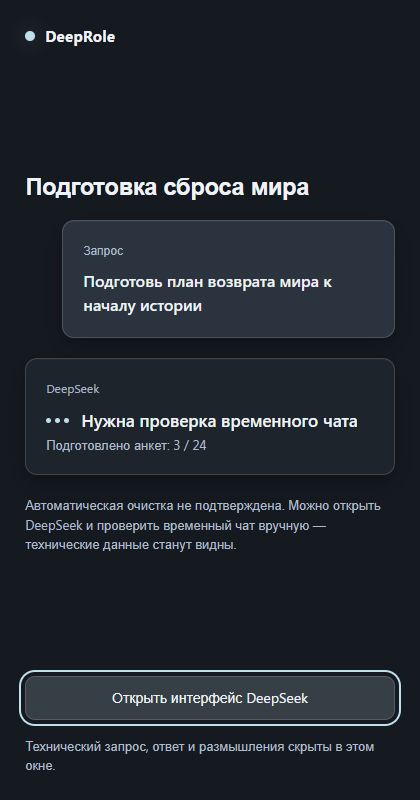 DeepRole
Подготовка сброса мира
Запрос
Подготовь план возврата мира к
началу истории
DeepSeek
Нужна проверка временного чата
Подготовлено анкет: 3 / 24
Автоматическая очистка не подтверждена. Можно открыть
DeepSeek и проверить временный чат вручную —
технические данные станут видны.
Открыть интерфейс DeepSeek
Технический запрос, ответ и размышления скрыты в этом
окне.